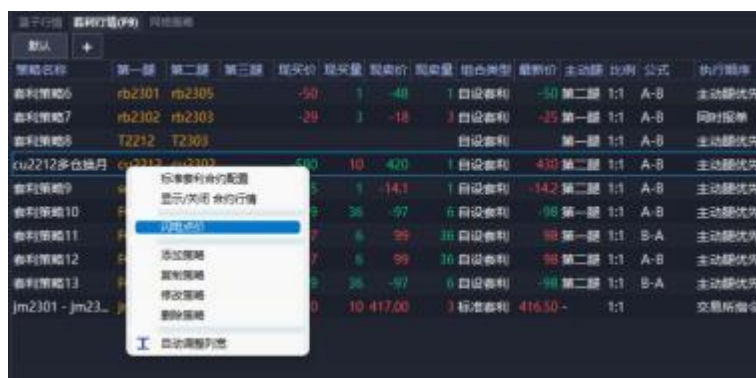 盒子行情 套利行情(F9) 网格策略
默认 +
策略名称 第一腿 第二腿 第三腿 现买价 现买量 现卖价 现卖量 组合类型 最新价 主动腿 比例 公式 执行顺序
套利策略6 rb2301 rb2305 -50 1 -48 1 自设套利 -50 第二腿 1:1 A-B 主动腿优先
套利策略7 rb2302 rb2303 -29 3 -18 3 自设套利 -25 第一腿 1:1 A-B 同时报单
套利策略8 T2212 T2303 自设套利 第一腿 1:1 A-B 主动腿优先
cu2212多仓换月 cu2212 cu2302 10 420 1 自设套利 430 第二腿 1:1 A-B 主动腿优先
套利策略9 1 -14.1 1 自设套利 -14.2 第二腿 1:1 A-B 主动腿优先
套利策略10 36 -97 6 自设套利 -98 第一腿 1:1 A-B 主动腿优先
套利策略11 6 99 36 自设套利 98 第一腿 1:1 B-A 主动腿优先
套利策略12 6 99 36 自设套利 98 第二腿 1:1 A-B 主动腿优先
套利策略13 36 -97 6 自设套利 -98 第二腿 1:1 B-A 主动腿优先
jm2301 - jm23... 10 417.00 3 标准套利 416.50 - 1:1 交易所指令
标准套利合约配置
显示/关闭 合约行情
闪电点价
添加策略
复制策略
修改策略
删除策略
自动调整列宽